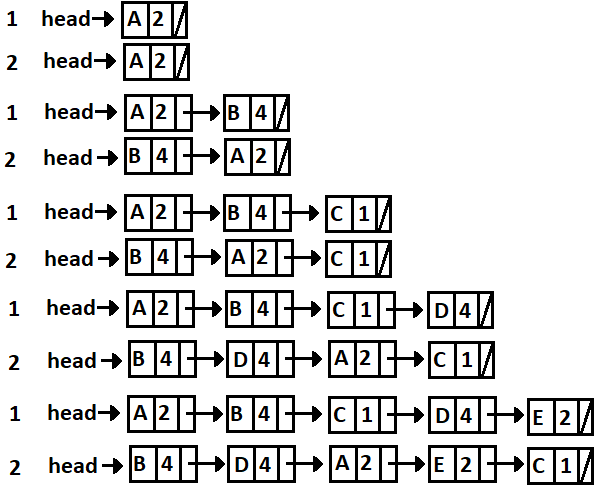 1 head A 2
2 head A 2
1 head A 2 B 4
2 head B 4 A 2
1 head A 2 B 4 C 1
2 head B 4 A 2 C 1
1 head A 2 B 4 C 1 D 4
2 head B 4 D 4 A 2 C 1
1 head A 2 B 4 C 1 D 4 E 2
2 head B 4 D 4 A 2 E 2 C 1